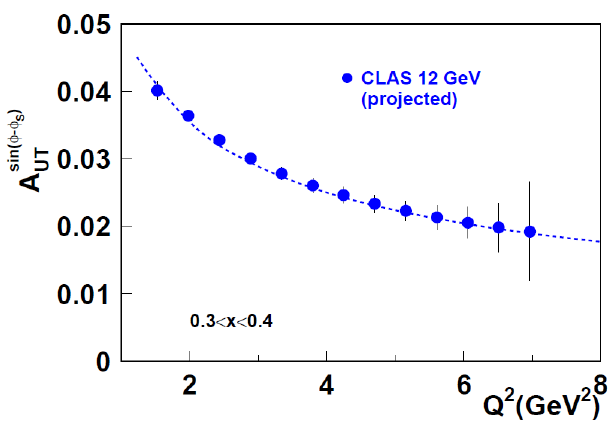 0.05
0.04
0.03
0.02
0.01
0
A_UT^sin(ϕ-ϕ_S)
CLAS 12 GeV
(projected)
0.3<x<0.4
2 4 6 8
Q²(GeV²)